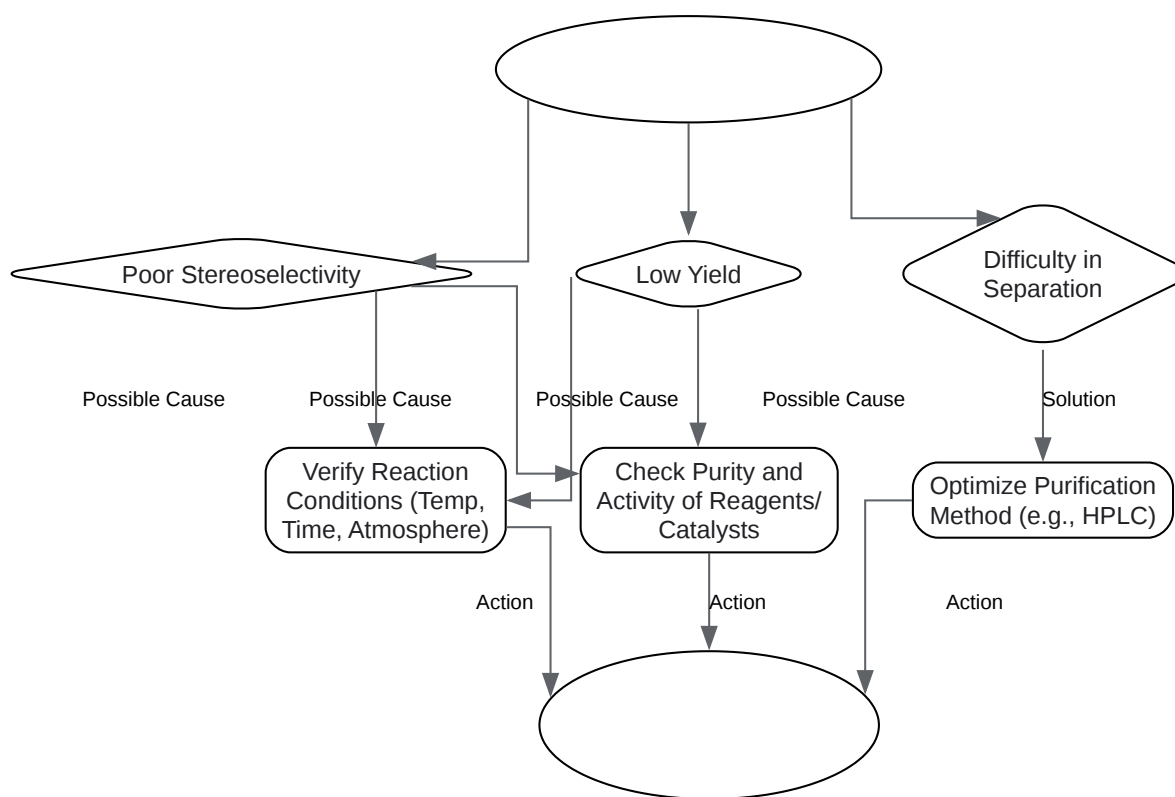 Poor Stereoselectivity
Low Yield
Difficulty in
Separation
Possible Cause
Possible Cause
Possible Cause
Possible Cause
Solution
Verify Reaction
Conditions (Temp,
Time, Atmosphere)
Check Purity and
Activity of Reagents/
Catalysts
Optimize Purification
Method (e.g., HPLC)
Action
Action
Action